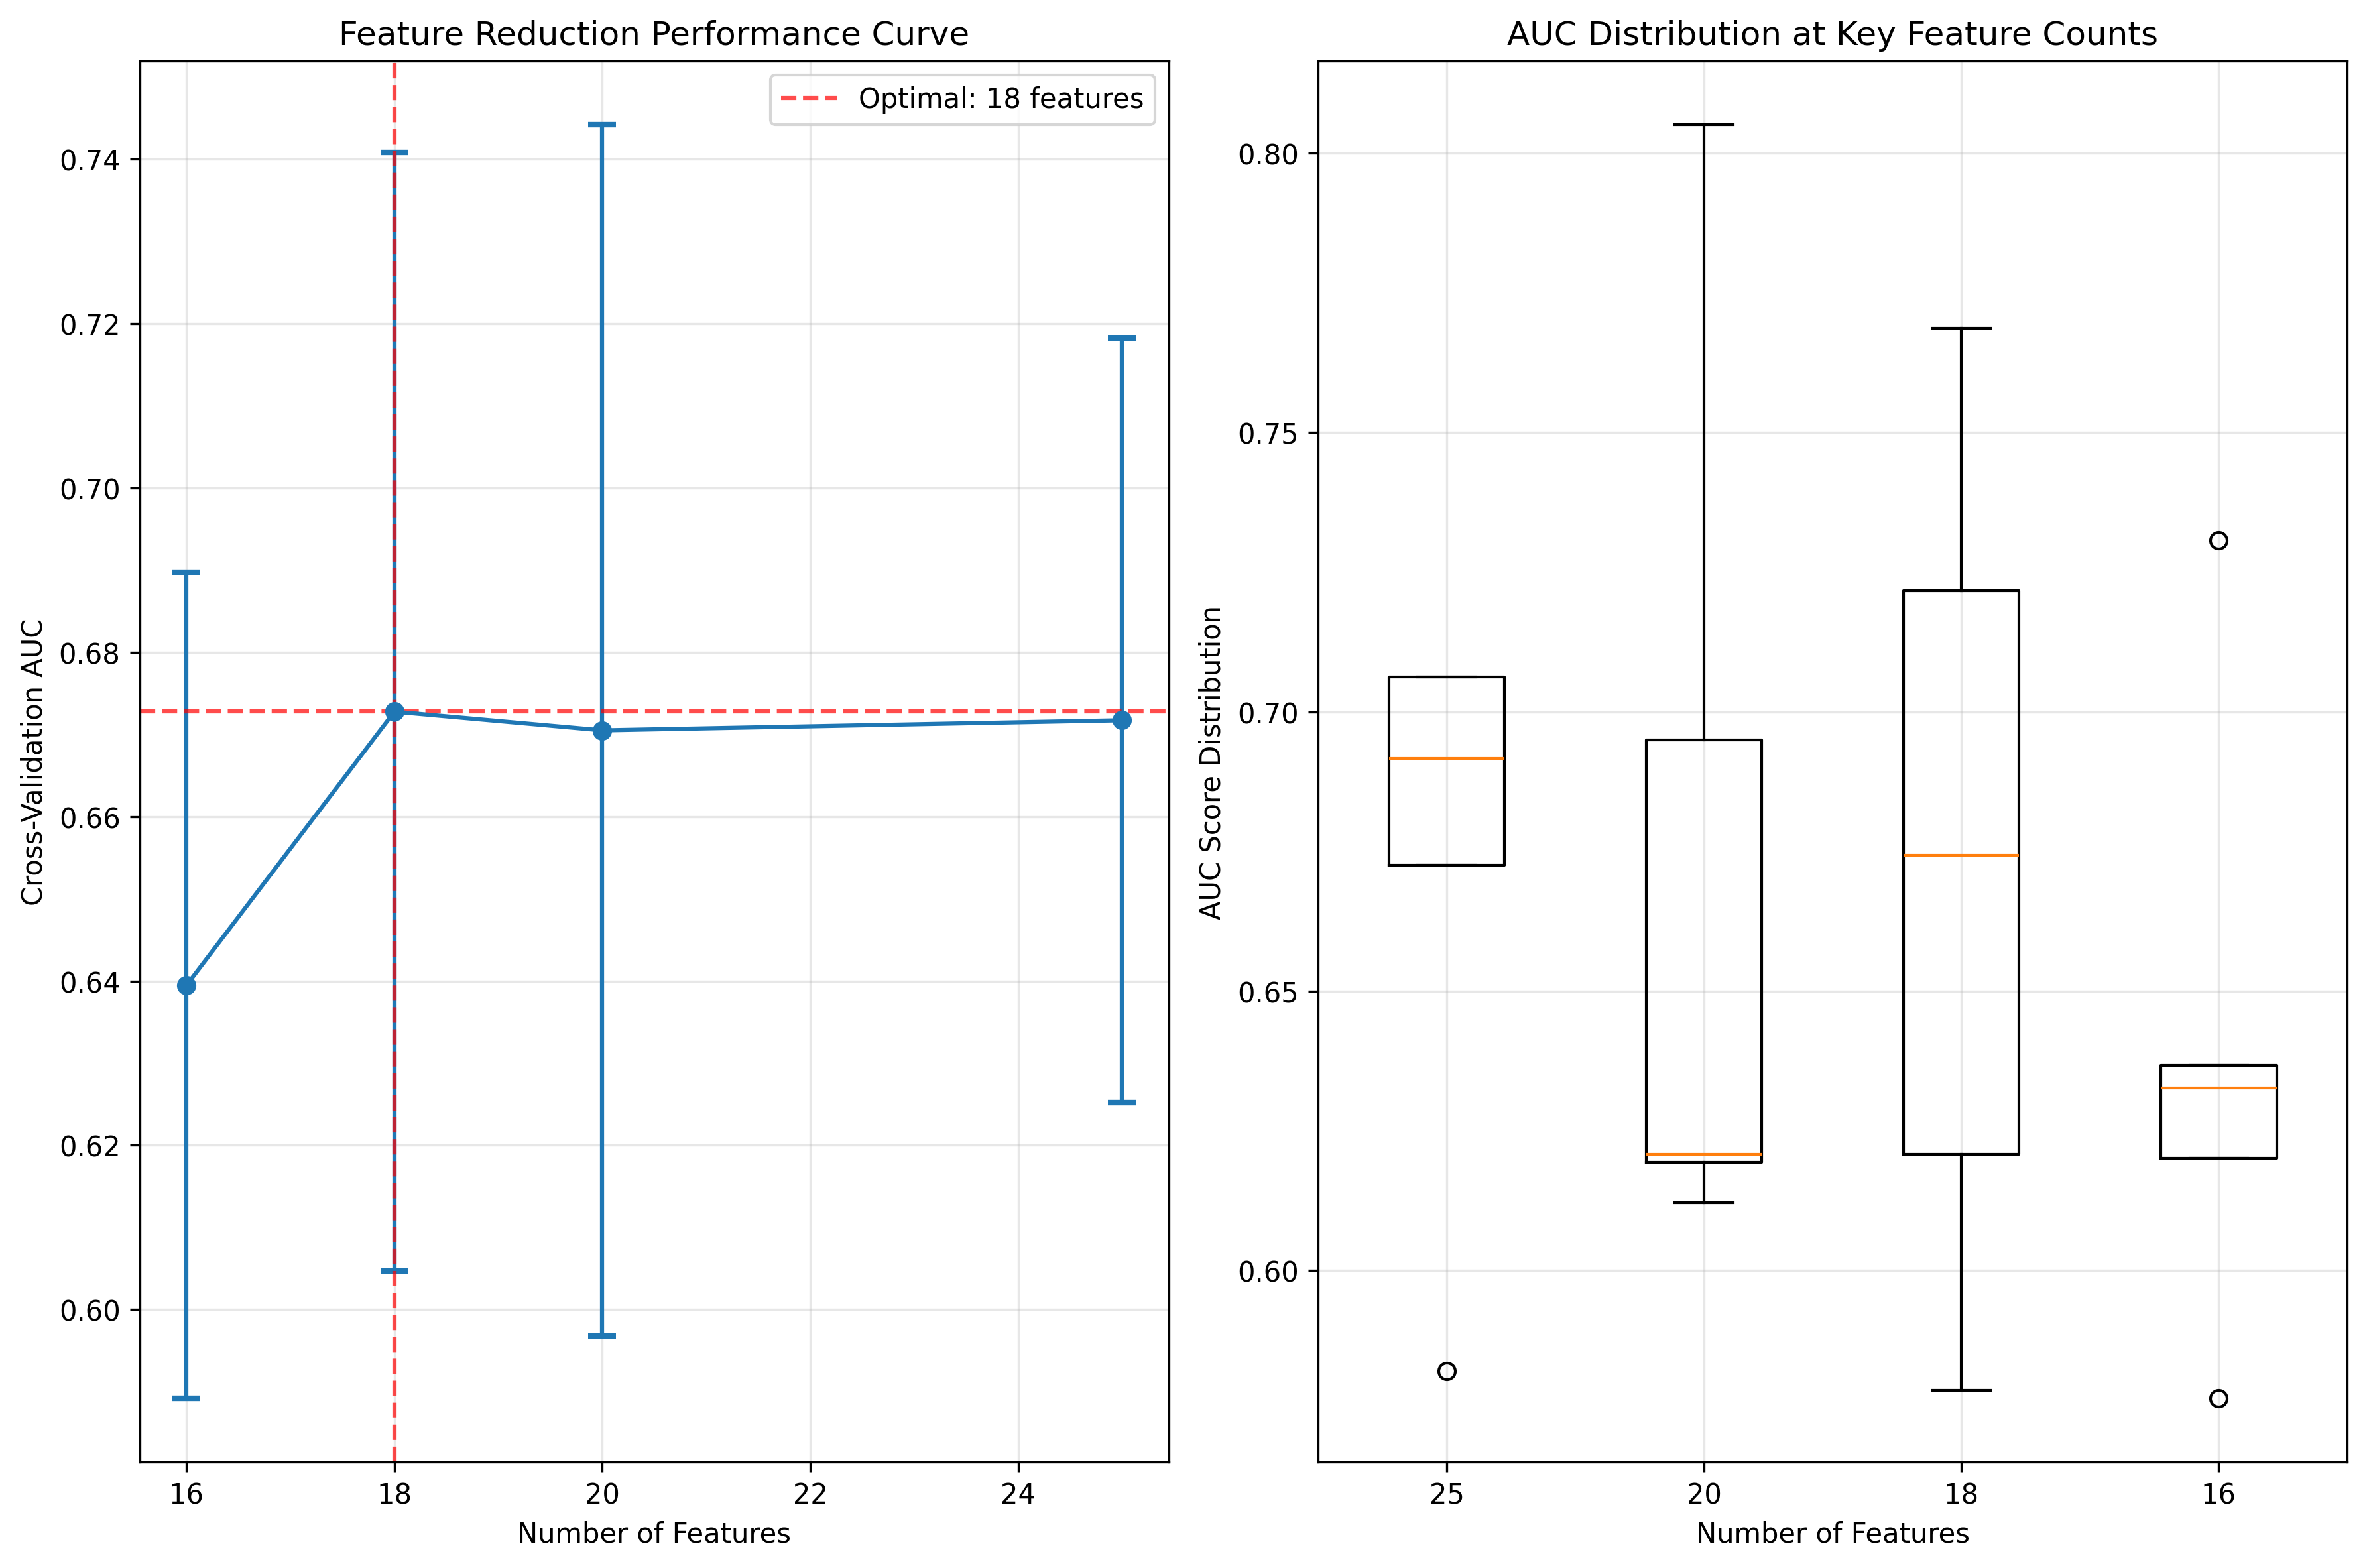 Feature Reduction Performance Curve
Optimal: 18 features
0.74
0.72
0.70
0.68
0.66
0.64
0.62
0.60
Cross-Validation AUC
16 18 20 22 24
Number of Features
AUC Distribution at Key Feature Counts
0.80
0.75
0.70
0.65
0.60
AUC Score Distribution
25 20 18 16
Number of Features